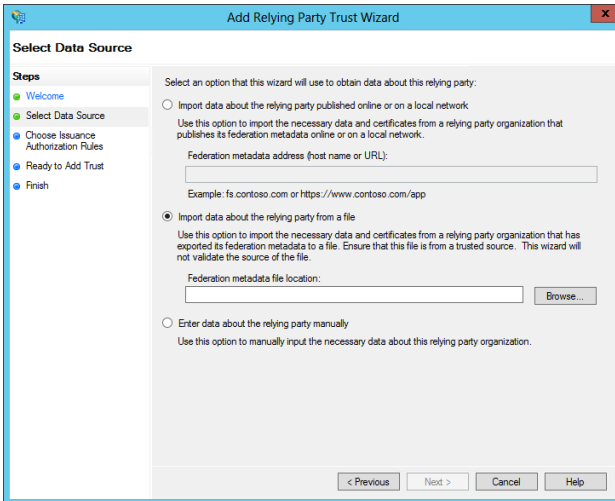 Add Relying Party Trust Wizard
x
Select Data Source
Steps
Welcome
Select Data Source
Choose Issuance
Authorization Rules
Ready to Add Trust
Finish
Select an option that this wizard will use to obtain data about this relying party:
Import data about the relying party published online or on a local network
Use this option to import the necessary data and certificates from a relying party organization that
publishes its federation metadata online or on a local network.
Federation metadata address (host name or URL):
Example: fs.contoso.com or https://www.contoso.com/app
Import data about the relying party from a file
Use this option to import the necessary data and certificates from a relying party organization that has
exported its federation metadata to a file. Ensure that this file is from a trusted source. This wizard will
not validate the source of the file.
Federation metadata file location:
Browse...
Enter data about the relying party manually
Use this option to manually input the necessary data about this relying party organization.
< Previous
Next >
Cancel
Help